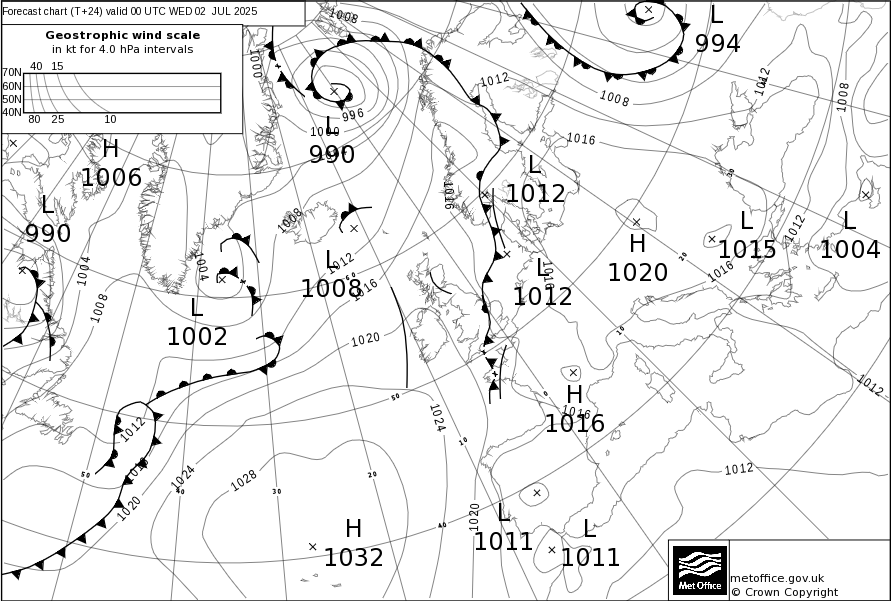 Forecast chart (T+24) valid 00 UTC WED 02 JUL 2025
Geostrophic wind scale
in kt for 4.0 hPa intervals
40 15
70N
60N
50N
40N
80 25 10
1008
1000
996
1000
L
990
L
994
1012
1008
1012
1008
1016
H
1006
L
990
L
1012
1016
1008
1012
L
1008
1016
1004
1004
1008
L
1002
1020
H
1020
L
1015
1016
1012
L
1004
L
1012
1016
30
20
10
0
50
10
H
1016
1016
1012
1012
1012
1024
1020
1024
1028
50
40
30
20
40
1020
H
1032
L
1011
L
1011
Met Office
metoffice.gov.uk
© Crown Copyright